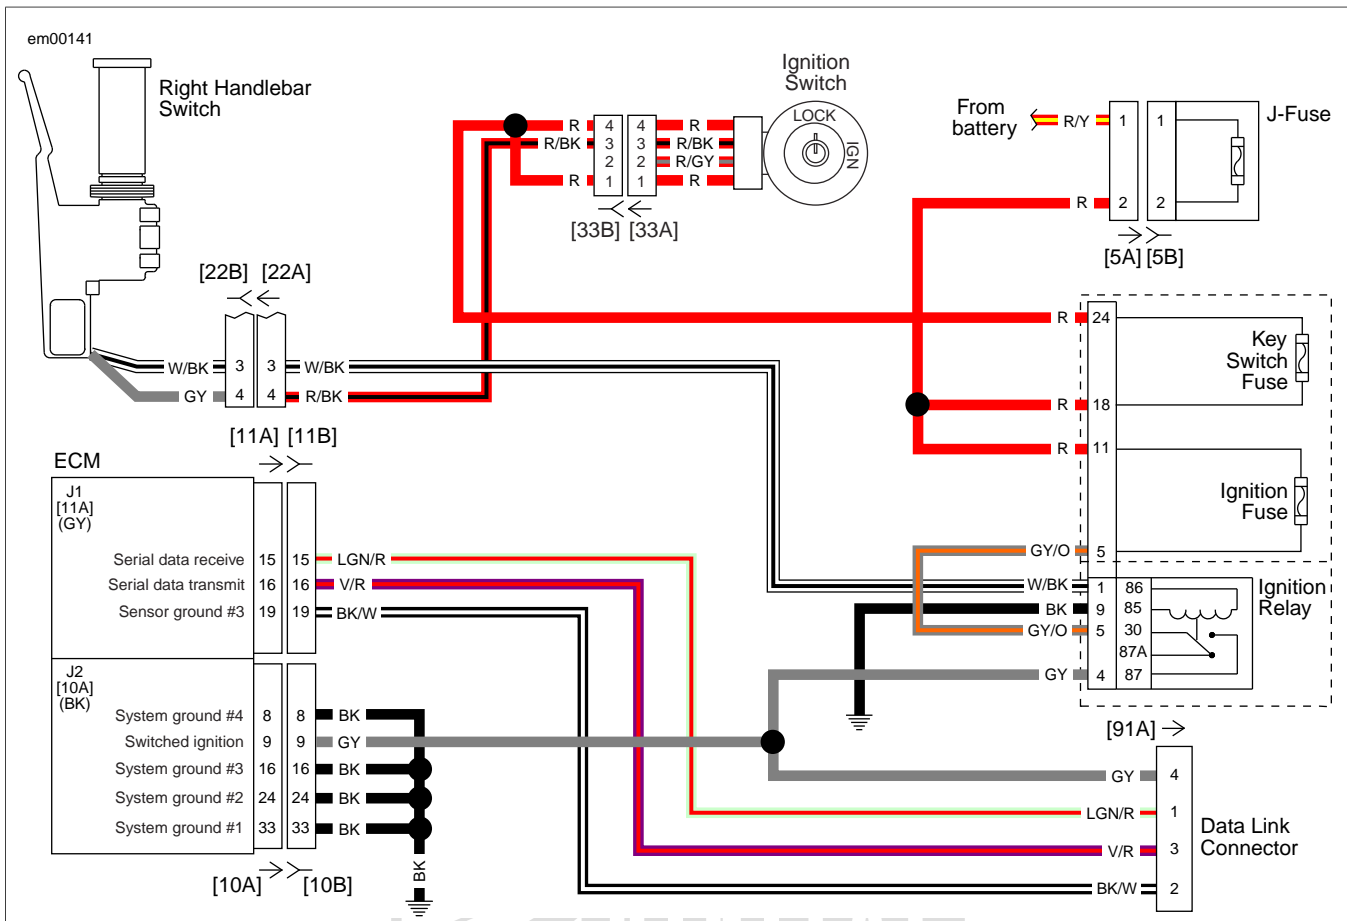 em00141
Right Handlebar
Switch
Ignition
Switch
LOCK
IGN
From
battery
R/Y 1 1
J-Fuse
R 2 2
[5A] [5B]
R 4 4 R
R/BK 3 3 R/BK
2 2 R/GY
R 1 1 R
[33B] [33A]
[22B] [22A]
W/BK 3 3 W/BK
GY 4 4 R/BK
R 24
Key
Switch
Fuse
R 18
R 11
Ignition
Fuse
GY/O 5
W/BK 1 86
BK 9 85
GY/O 5 30
87A
GY 4 87
Ignition
Relay
[11A] [11B]
ECM
J1
[11A]
(GY)
Serial data receive 15 15 LGN/R
Serial data transmit 16 16 V/R
Sensor ground #3 19 19 BK/W
J2
[10A]
(BK)
System ground #4 8 8 BK
Switched ignition 9 9 GY
System ground #3 16 16 BK
System ground #2 24 24 BK
System ground #1 33 33 BK
BK
[10A] [10B]
[91A]
GY 4
LGN/R 1
V/R 3
BK/W 2
Data Link
Connector